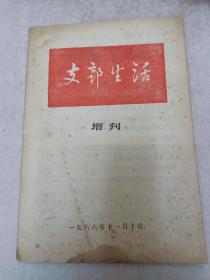 支部生活
增刊
一九六六年十一月十日